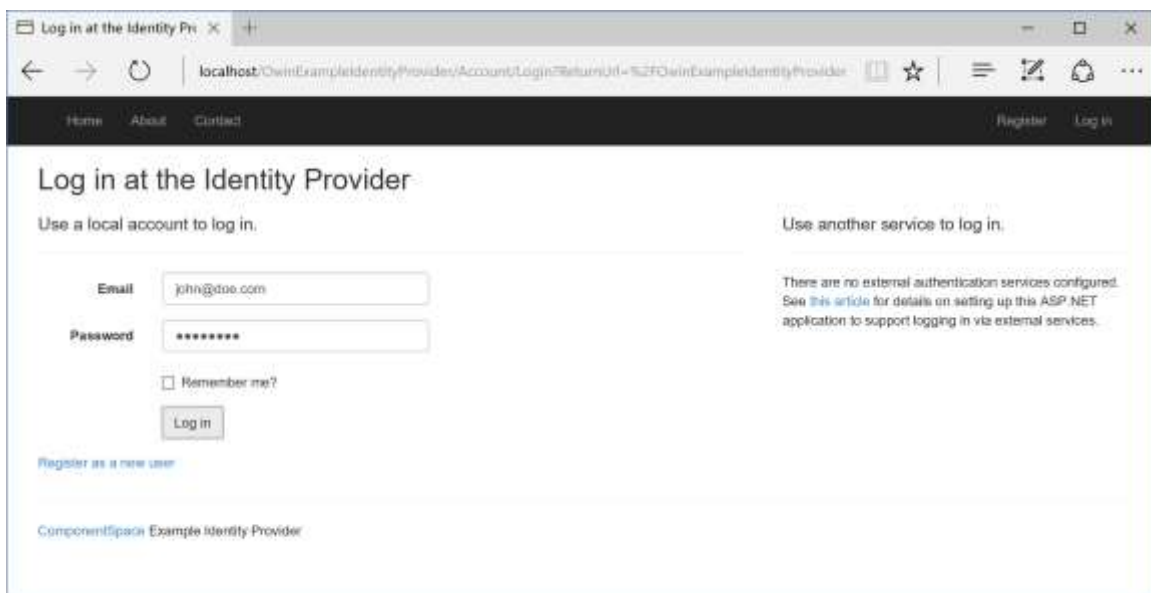 Log in at the Identity Pro
localhost/OwinExampleIdentityProvider/Account/Login?ReturnUrl=%2FOwinExampleIdentityProvider
Home About Contact Register Log in
Log in at the Identity Provider
Use a local account to log in.
Email john@doe.com
Password ••••••••
Remember me?
Log in
Register as a new user
Use another service to log in.
There are no external authentication services configured.
See this article for details on setting up this ASP.NET
application to support logging in via external services.
ComponentSpace Example Identity Provider